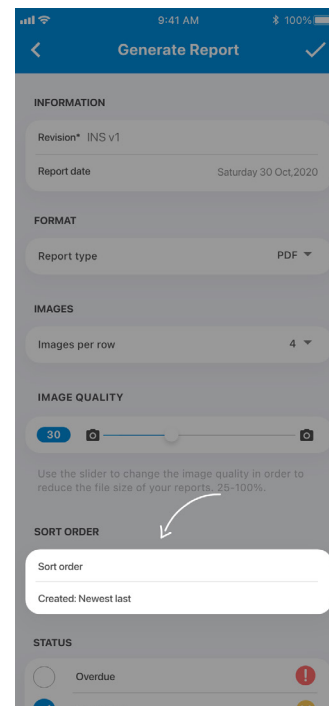 9:41 AM
100%
Generate Report
INFORMATION
Revision* INS v1
Report date Saturday 30 Oct,2020
FORMAT
Report type PDF
IMAGES
Images per row 4
IMAGE QUALITY
30
Use the slider to change the image quality in order to
reduce the file size of your reports. 25-100%.
SORT ORDER
Sort order
Created: Newest last
STATUS
Overdue